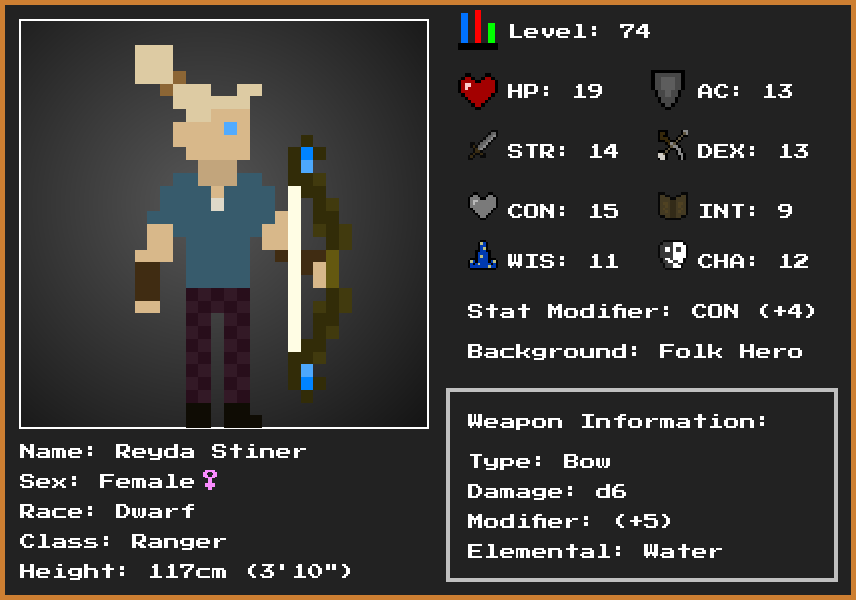 Level: 74
HP: 19 AC: 13
STR: 14 DEX: 13
CON: 15 INT: 9
WIS: 11 CHA: 12
Stat Modifier: CON (+4)
Background: Folk Hero
Weapon Information:
Type: Bow
Damage: d6
Modifier: (+5)
Elemental: Water
Name: Reyda Stiner
Sex: Female♀
Race: Dwarf
Class: Ranger
Height: 117cm (3'10")